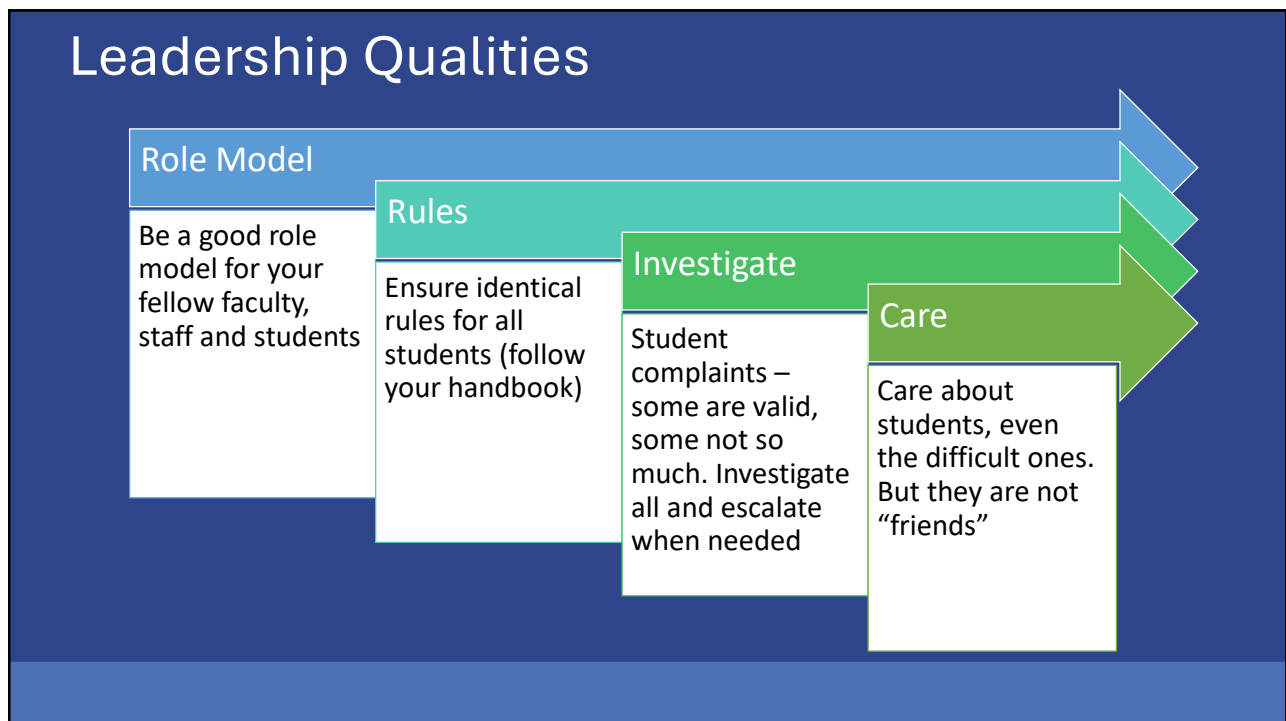 Leadership Qualities
Role Model
Be a good role
model for your
fellow faculty,
staff and students
Rules
Ensure identical
rules for all
students (follow
your handbook)
Investigate
Student
complaints –
some are valid,
some not so
much. Investigate
all and escalate
when needed
Care
Care about
students, even
the difficult ones.
But they are not
“friends”